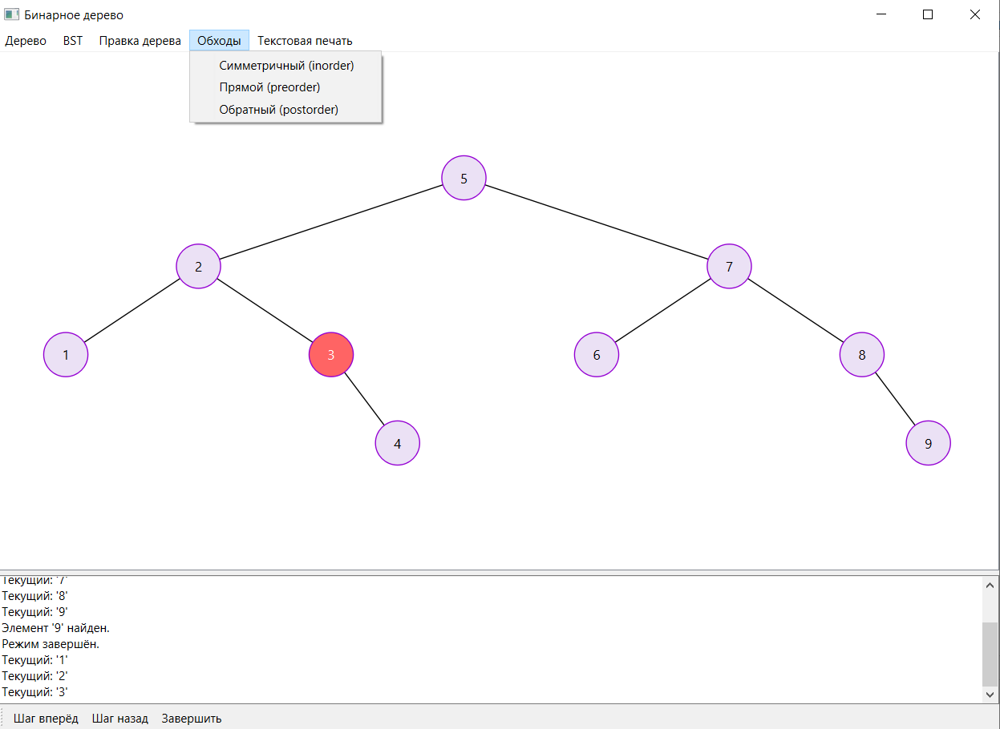 Бинарное дерево
Дерево BST Правка дерева Обходы Текстовая печать
Симметричный (inorder)
Прямой (preorder)
Обратный (postorder)
5
2 7
1 3 6 8
4 9
Текущий: '7'
Текущий: '8'
Текущий: '9'
Элемент '9' найден.
Режим завершён.
Текущий: '1'
Текущий: '2'
Текущий: '3'
Шаг вперёд Шаг назад Завершить